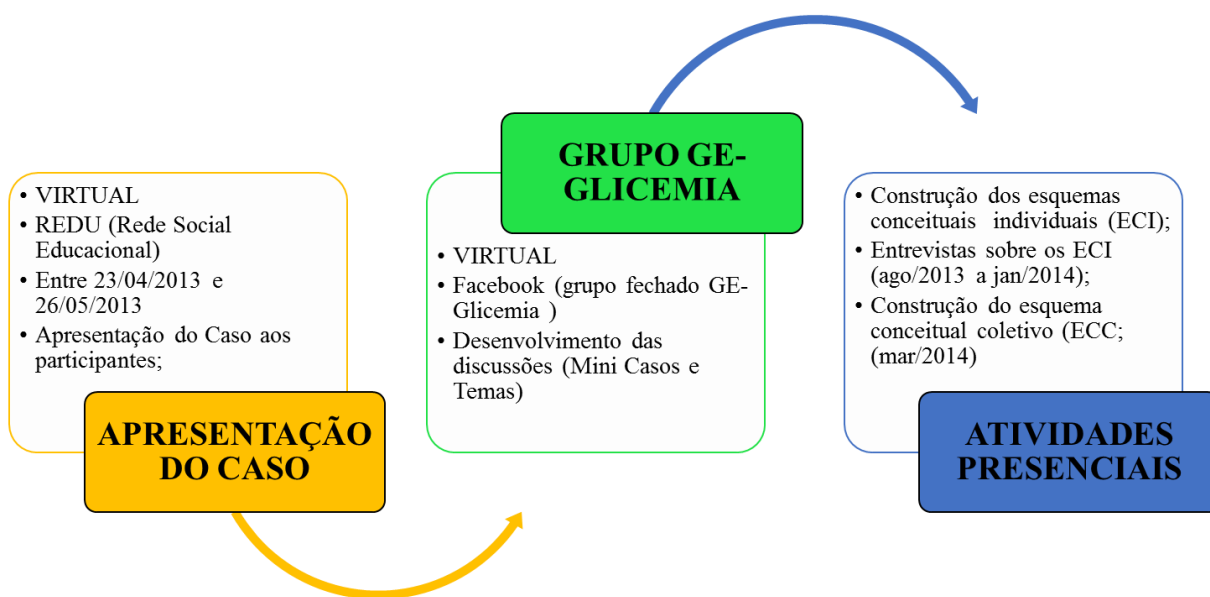 • VIRTUAL
• REDU (Rede Social
Educacional)
• Entre 23/04/2013 e
26/05/2013
• Apresentação do Caso aos
participantes;
APRESENTAÇÃO
DO CASO
GRUPO GE-
GLICEMIA
• VIRTUAL
• Facebook (grupo fechado GE-
Glicemia )
• Desenvolvimento das
discussões (Mini Casos e
Temas)
• Construção dos esquemas
conceituais individuais (ECI);
• Entrevistas sobre os ECI
(ago/2013 a jan/2014);
• Construção do esquema
conceitual coletivo (ECC;
(mar/2014)
ATIVIDADES
PRESENCIAIS